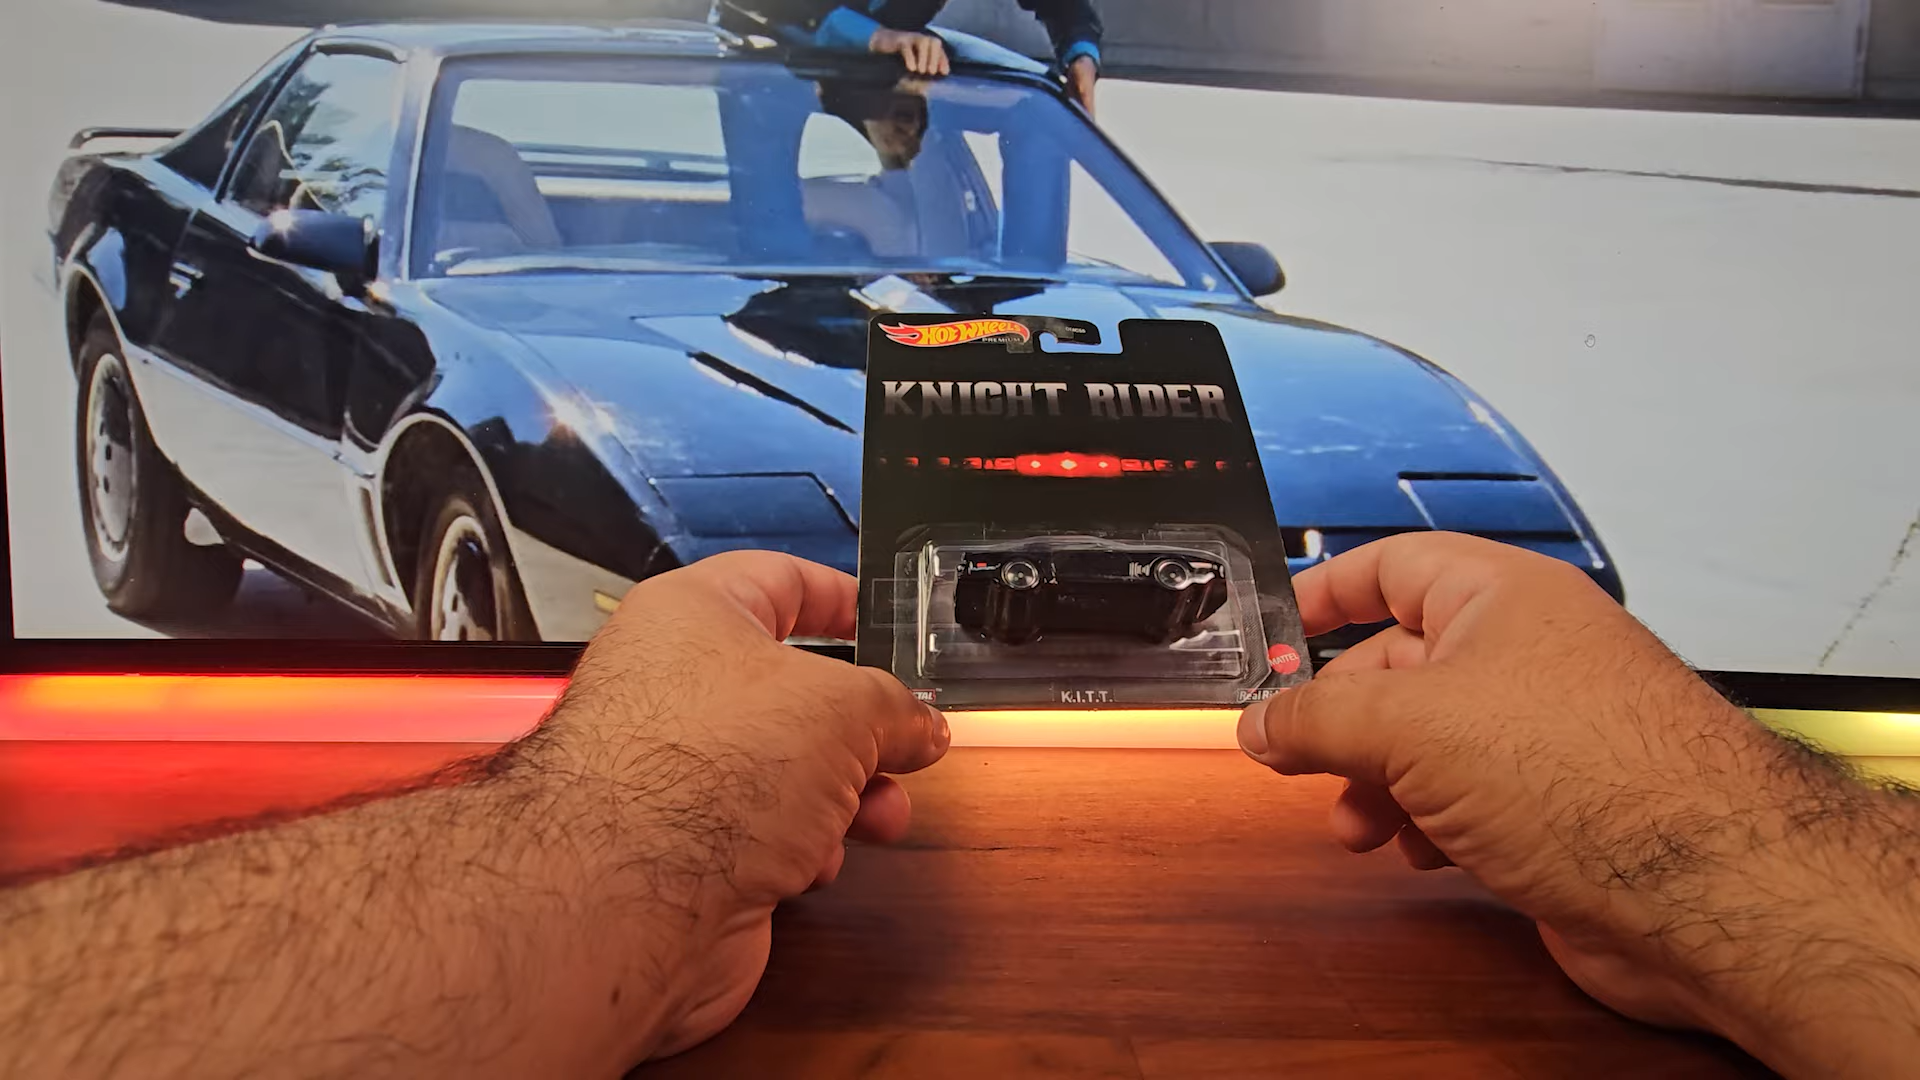 HOT WHEELS
PREMIUM
KNIGHT RIDER
MATTEL
K.I.T.T.